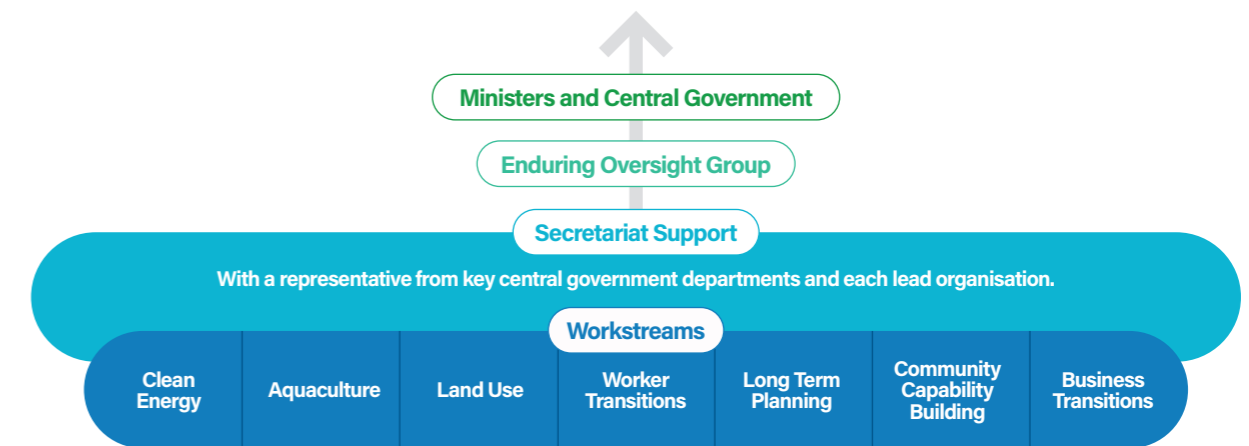 Ministers and Central Government
Enduring Oversight Group
Secretariat Support
With a representative from key central government departments and each lead organisation.
Workstreams
Clean
Energy
Aquaculture
Land Use
Worker
Transitions
Long Term
Planning
Community
Capability
Building
Business
Transitions